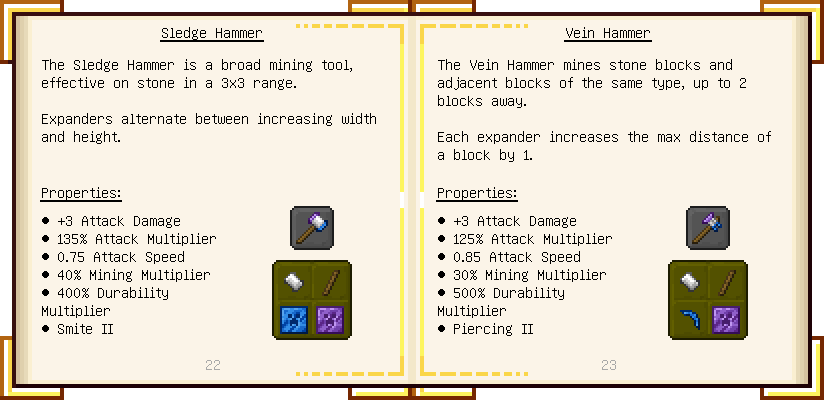 Sledge Hammer
The Sledge Hammer is a broad mining tool,
effective on stone in a 3x3 range.
Expanders alternate between increasing width
and height.
Properties:
● +3 Attack Damage
● 135% Attack Multiplier
● 0.75 Attack Speed
● 40% Mining Multiplier
● 400% Durability
Multiplier
● Smite II
22
Vein Hammer
The Vein Hammer mines stone blocks and
adjacent blocks of the same type, up to 2
blocks away.
Each expander increases the max distance of
a block by 1.
Properties:
● +3 Attack Damage
● 125% Attack Multiplier
● 0.85 Attack Speed
● 30% Mining Multiplier
● 500% Durability
Multiplier
● Piercing II
23